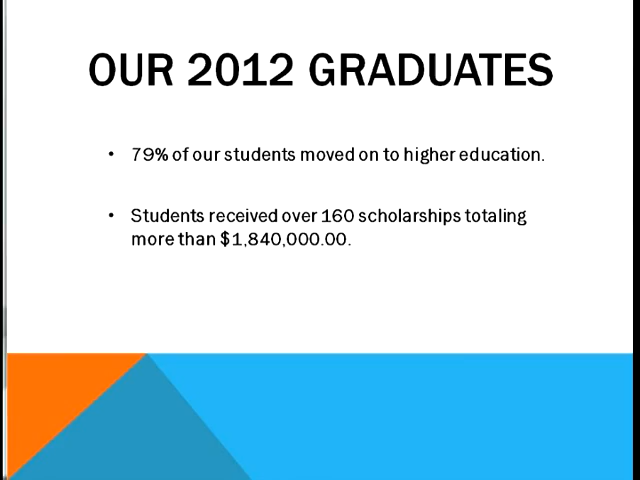 OUR 2012 GRADUATES
• 79% of our students moved on to higher education.
• Students received over 160 scholarships totaling
more than $1,840,000.00.